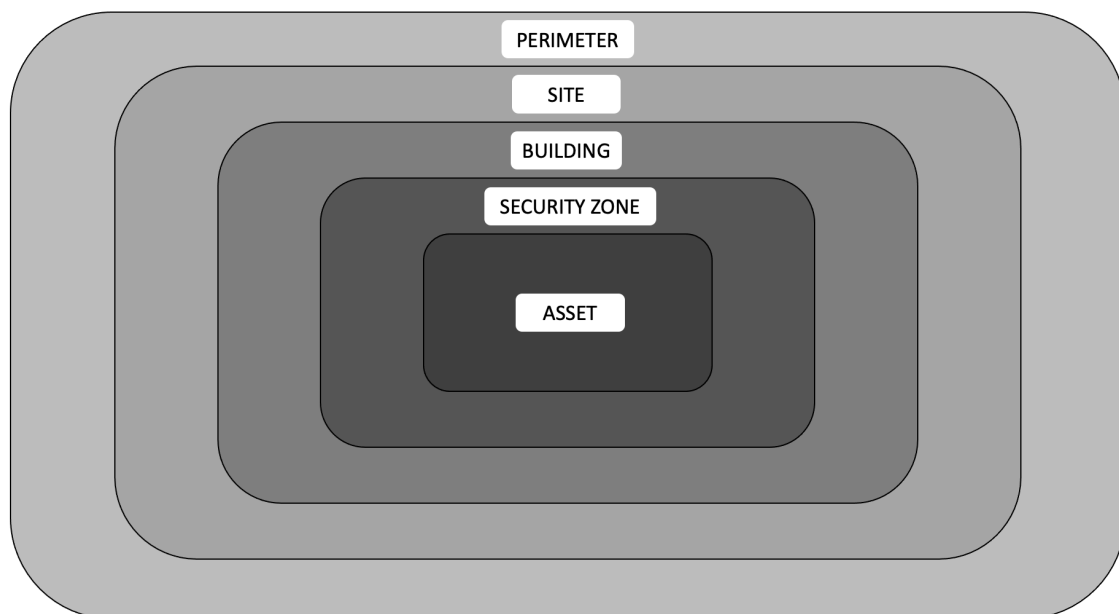 PERIMETER
SITE
BUILDING
SECURITY ZONE
ASSET